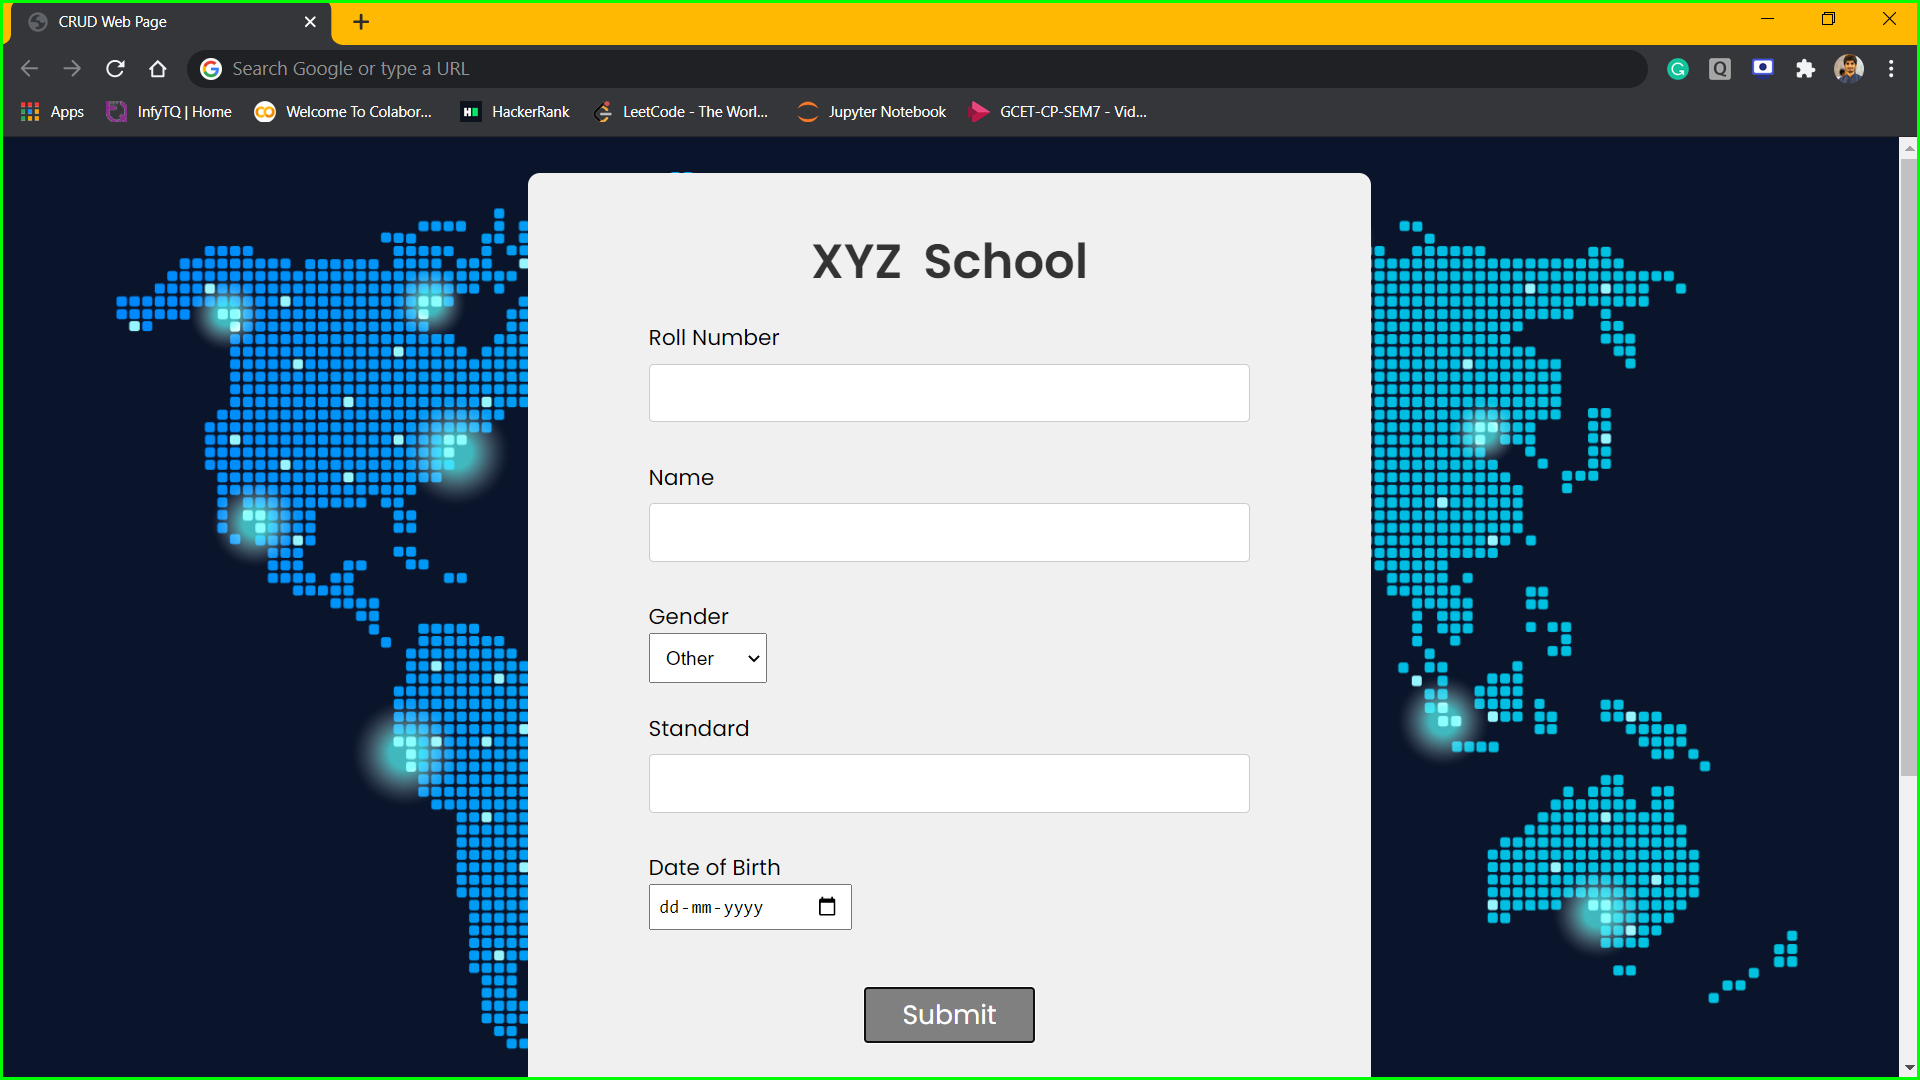 CRUD Web Page
Search Google or type a URL
Apps InfyTQ | Home Welcome To Colabor... HackerRank LeetCode - The Worl... Jupyter Notebook GCET-CP-SEM7 - Vid...
XYZ School
Roll Number
Name
Gender
Other
Standard
Date of Birth
dd-mm-yyyy
Submit